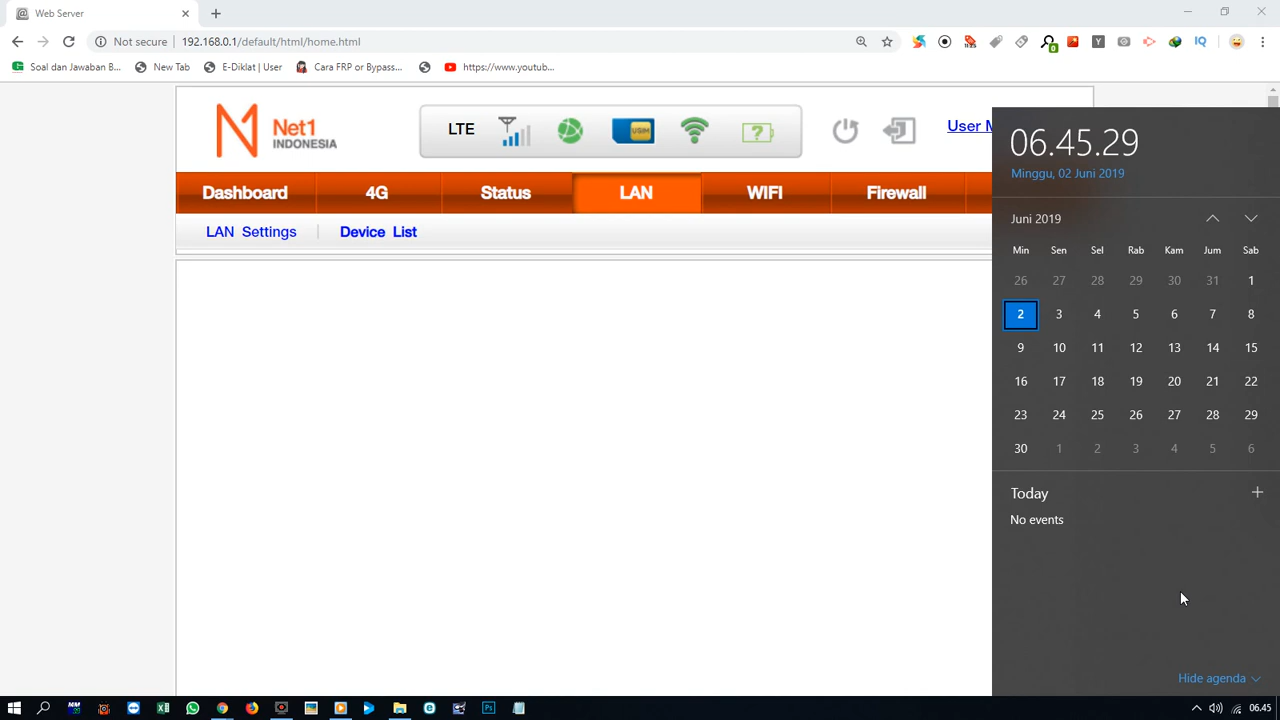 Web Server
Not secure 192.168.0.1/default/html/home.html
Soal dan Jawaban B... New Tab E-Diklat | User Cara FRP or Bypass... https://www.youtub...
Net1
INDONESIA
LTE
USIM
?
User M
Dashboard 4G Status LAN WIFI Firewall
LAN Settings Device List
06.45.29
Minggu, 02 Juni 2019
Juni 2019
Min Sen Sel Rab Kam Jum Sab
26 27 28 29 30 31 1
2 3 4 5 6 7 8
9 10 11 12 13 14 15
16 17 18 19 20 21 22
23 24 25 26 27 28 29
30 1 2 3 4 5 6
Today
No events
Hide agenda
06.45